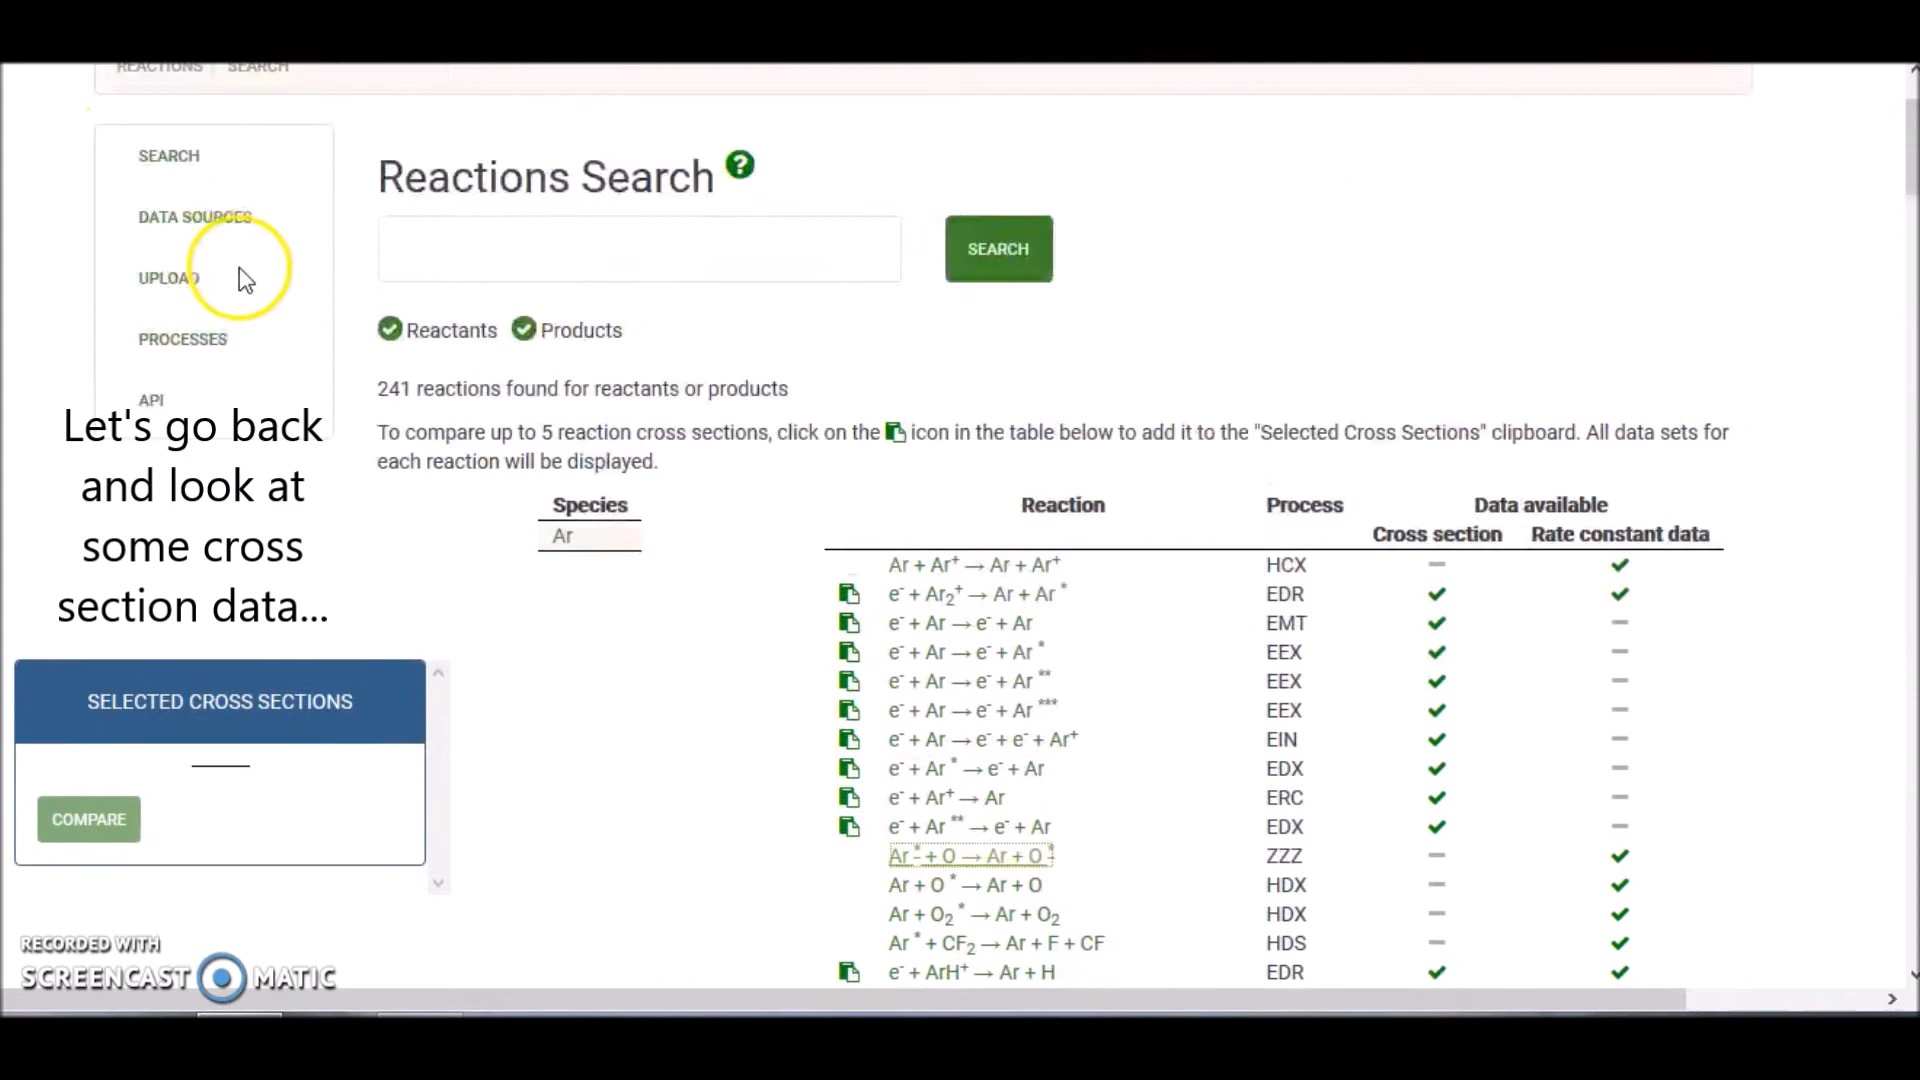 REACTIONS SEARCH
SEARCH
DATA SOURCES
UPLOAD
PROCESSES
API
Let's go back
and look at
some cross
section data...
SELECTED CROSS SECTIONS
COMPARE
RECORDED WITH
SCREENCAST MATIC
Reactions Search ?
SEARCH
Reactants Products
241 reactions found for reactants or products
To compare up to 5 reaction cross sections, click on the icon in the table below to add it to the "Selected Cross Sections" clipboard. All data sets for
each reaction will be displayed.
Species
Ar
Reaction Process Data available
Cross section Rate constant data
Ar + Ar⁺ → Ar + Ar⁺ HCX – ✔
e⁻ + Ar₂⁺ → Ar + Ar * EDR ✔ ✔
e⁻ + Ar → e⁻ + Ar EMT ✔ –
e⁻ + Ar → e⁻ + Ar * EEX ✔ –
e⁻ + Ar → e⁻ + Ar ** EEX ✔ –
e⁻ + Ar → e⁻ + Ar *** EEX ✔ –
e⁻ + Ar → e⁻ + e⁻ + Ar⁺ EIN ✔ –
e⁻ + Ar * → e⁻ + Ar EDX ✔ –
e⁻ + Ar⁺ → Ar ERC ✔ –
e⁻ + Ar ** → e⁻ + Ar EDX ✔ –
Ar * + O → Ar + O * ZZZ – ✔
Ar + O * → Ar + O HDX – ✔
Ar + O₂ * → Ar + O₂ HDX – ✔
Ar * + CF₂ → Ar + F + CF HDS – ✔
e⁻ + ArH⁺ → Ar + H EDR ✔ ✔